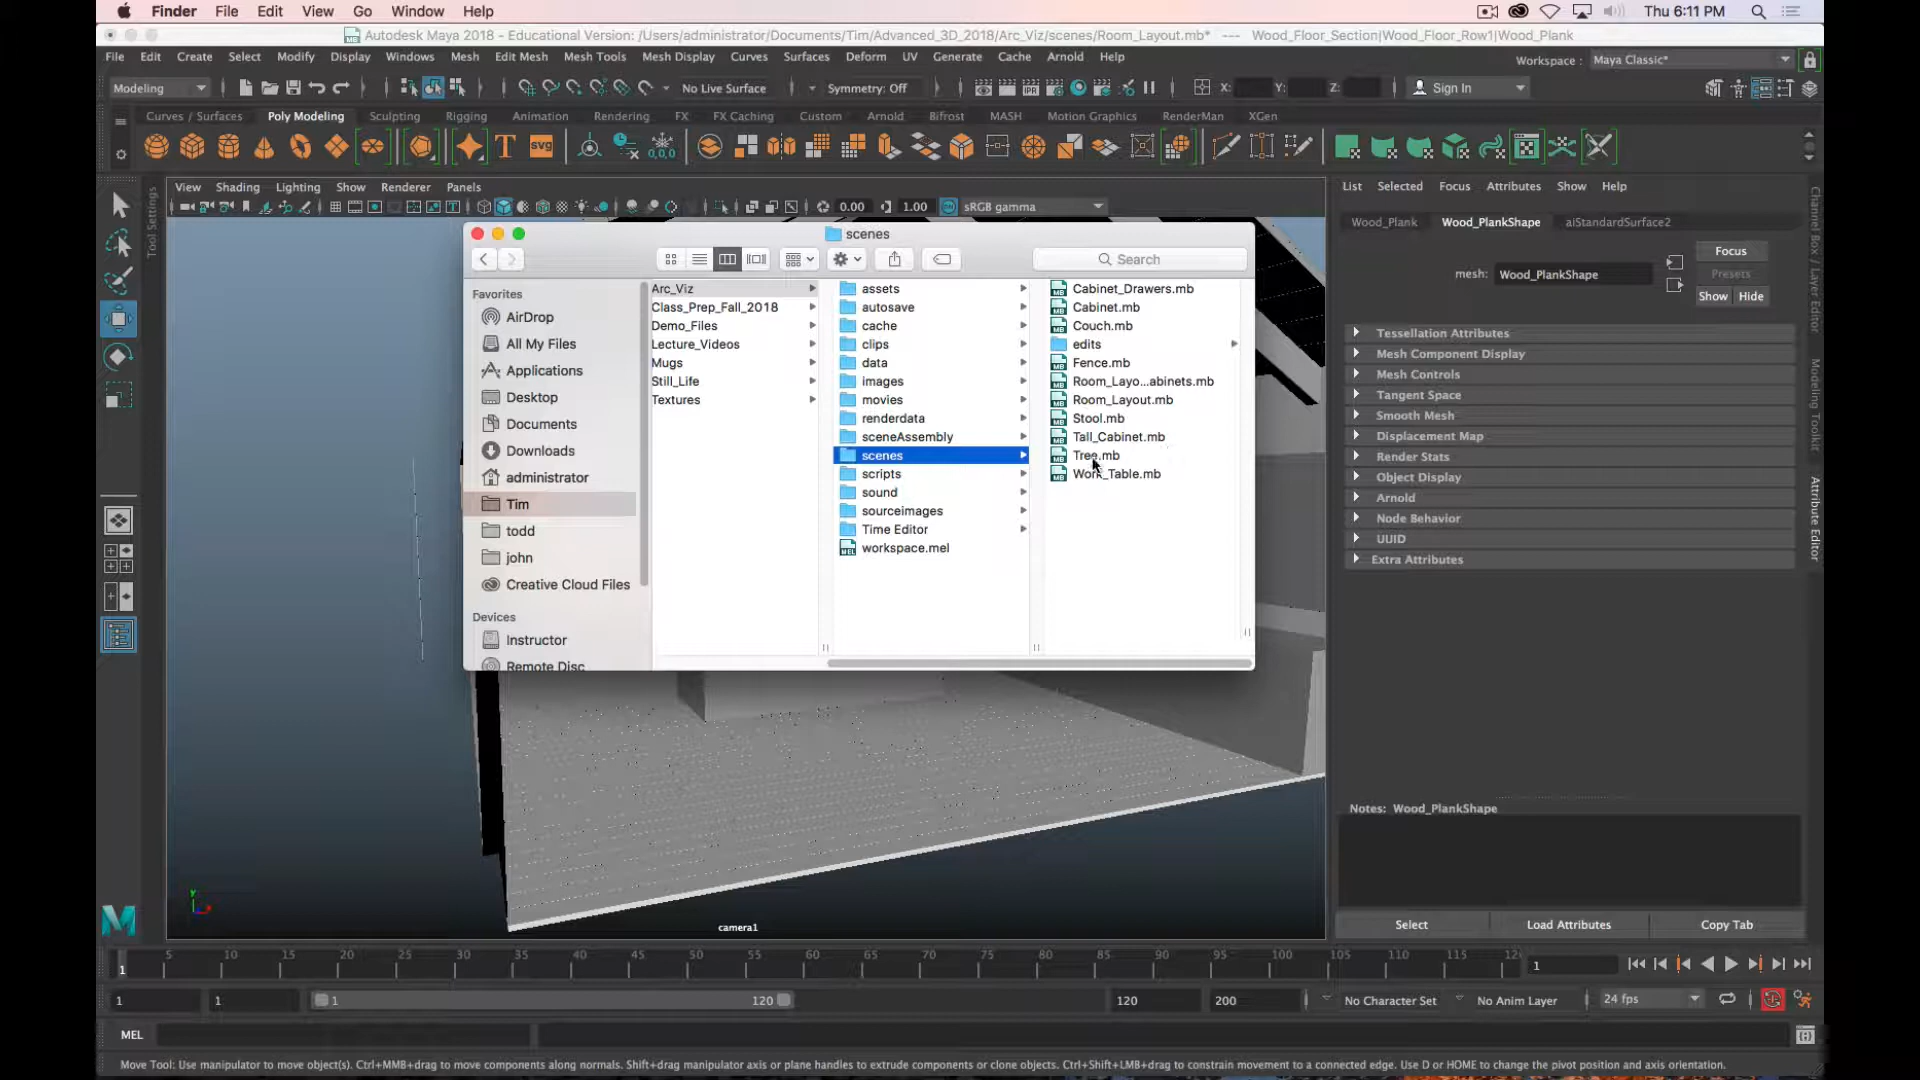 Finder File Edit View Go Window Help Thu 6:11 PM
Autodesk Maya 2018 - Educational Version: /Users/administrator/Documents/Tim/Advanced_3D_2018/Arc_Viz/scenes/Room_Layout.mb* --- Wood_Floor_Section|Wood_Floor_Row1|Wood_Plank
File Edit Create Select Modify Display Windows Mesh Edit Mesh Mesh Tools Mesh Display Curves Surfaces Deform UV Generate Cache Arnold Help Workspace : Maya Classic*
Modeling No Live Surface Symmetry: Off X: Y: Z: Sign In
Curves / Surfaces Poly Modeling Sculpting Rigging Animation Rendering FX FX Caching Custom Arnold Bifrost MASH Motion Graphics RenderMan XGen
T SVG 0,0,0
View Shading Lighting Show Renderer Panels
0.00 1.00 sRGB gamma
Tool Settings
scenes
Search
Favorites
AirDrop
All My Files
Applications
Desktop
Documents
Downloads
administrator
Tim
todd
john
Creative Cloud Files
Devices
Instructor
Remote Disc
Arc_Viz
Class_Prep_Fall_2018
Demo_Files
Lecture_Videos
Mugs
Still_Life
Textures
assets
autosave
cache
clips
data
images
movies
renderdata
sceneAssembly
scenes
scripts
sound
sourceimages
Time Editor
workspace.mel
Cabinet_Drawers.mb
Cabinet.mb
Couch.mb
edits
Fence.mb
Room_Layo...abinets.mb
Room_Layout.mb
Stool.mb
Tall_Cabinet.mb
Tree.mb
Work_Table.mb
camera1
List Selected Focus Attributes Show Help
Wood_Plank Wood_PlankShape aiStandardSurface2
Focus
mesh: Wood_PlankShape Presets
Show Hide
Tessellation Attributes
Mesh Component Display
Mesh Controls
Tangent Space
Smooth Mesh
Displacement Map
Render Stats
Object Display
Arnold
Node Behavior
UUID
Extra Attributes
Notes: Wood_PlankShape
Select Load Attributes Copy Tab
Channel Box / Layer Editor
Modeling Toolkit
Attribute Editor
5 10 15 20 25 30 35 40 45 50 55 60 65 70 75 80 85 90 95 100 105 110 115
1 1
1 1 1 120 120 200 No Character Set No Anim Layer 24 fps
MEL
Move Tool: Use manipulator to move object(s). Ctrl+MMB+drag to move components along normals. Shift+drag manipulator axis or plane handles to extrude components or clone objects. Ctrl+Shift+LMB+drag to constrain movement to a connected edge. Use D or HOME to change the pivot position and axis orientation.